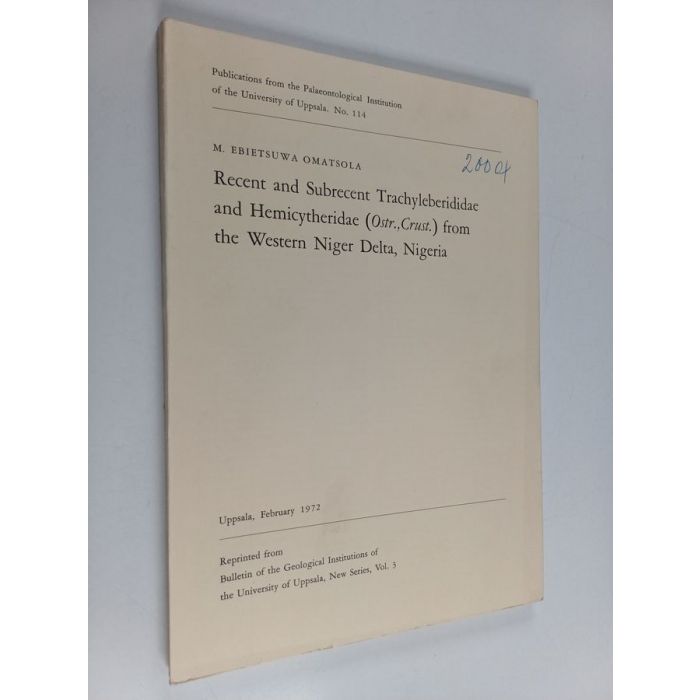 Publications from the Palaeontological Institution
of the University of Uppsala. No. 114
M. EBIETSUWA OMATSOLA
Recent and Subrecent Trachyleberididae
and Hemicytheridae (Ostr.,Crust.) from
the Western Niger Delta, Nigeria
Uppsala, February 1972
Reprinted from
Bulletin of the Geological Institutions of
the University of Uppsala, New Series, Vol. 3